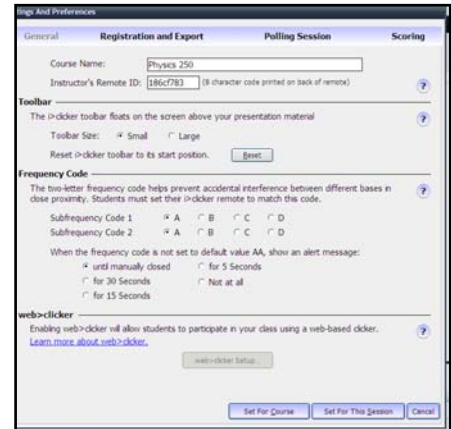 tings And Preferences
General Registration and Export Polling Session Scoring
Course Name: Physics 250
Instructor's Remote ID: 186cf783 (8 character code printed on back of remote)
Toolbar
The i>clicker toolbar floats on the screen above your presentation material
Toolbar Size: Small Large
Reset i>clicker toolbar to its start position. Reset
Frequency Code
The two-letter frequency code helps prevent accidental interference between different bases in
close proximity. Students must set their i>clicker remote to match this code.
Subfrequency Code 1 A B C D
Subfrequency Code 2 A B C D
When the frequency code is not set to default value AA, show an alert message:
until manually closed for 5 Seconds
for 30 Seconds Not at all
for 15 Seconds
web>clicker
Enabling web>clicker will allow students to participate in your class using a web-based clicker.
Learn more about web>clicker.
web>clicker Setup...
Set For Course Set For This Session Cancel